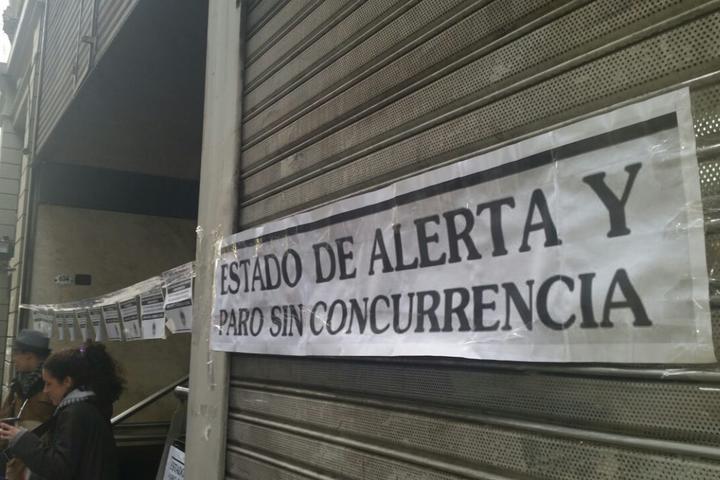 ESTADO DE ALERTA Y
PARO SIN CONCURRENCIA